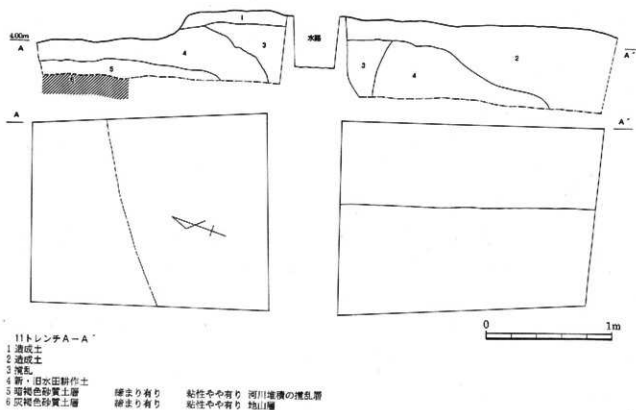 1
4.00m
A
4
3
水路
2
A'
5
3
4
6
A
A'
0 1m
11トレンチA-A'
1 造成土
2 造成土
3 撹乱
4 新・旧水田耕作土
5 暗褐色砂質土層 締まり有り 粘性やや有り 河川堆積の撹乱層
6 灰褐色砂質土層 締まり有り 粘性やや有り 地山層